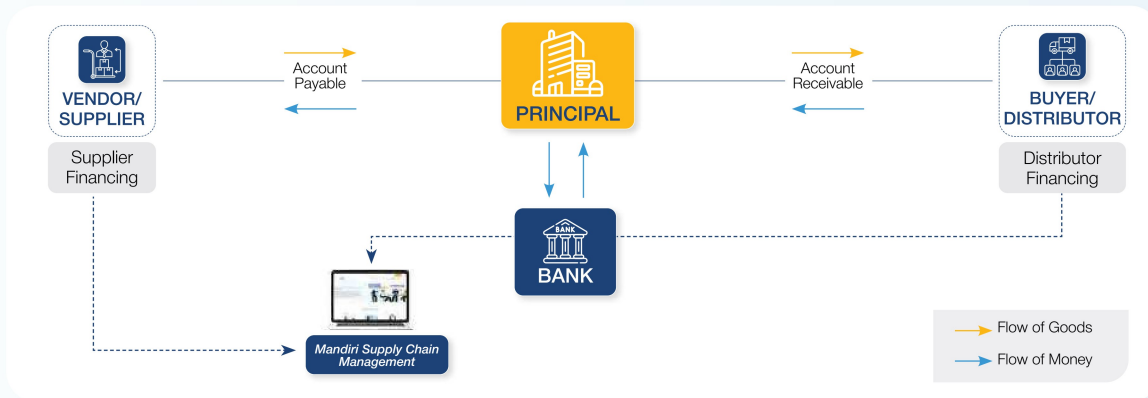 VENDOR/
SUPPLIER
Supplier
Financing
Account
Payable
PRINCIPAL
Account
Receivable
BUYER/
DISTRIBUTOR
Distributor
Financing
BANK
BANK
Mandiri Supply Chain
Management
Flow of Goods
Flow of Money